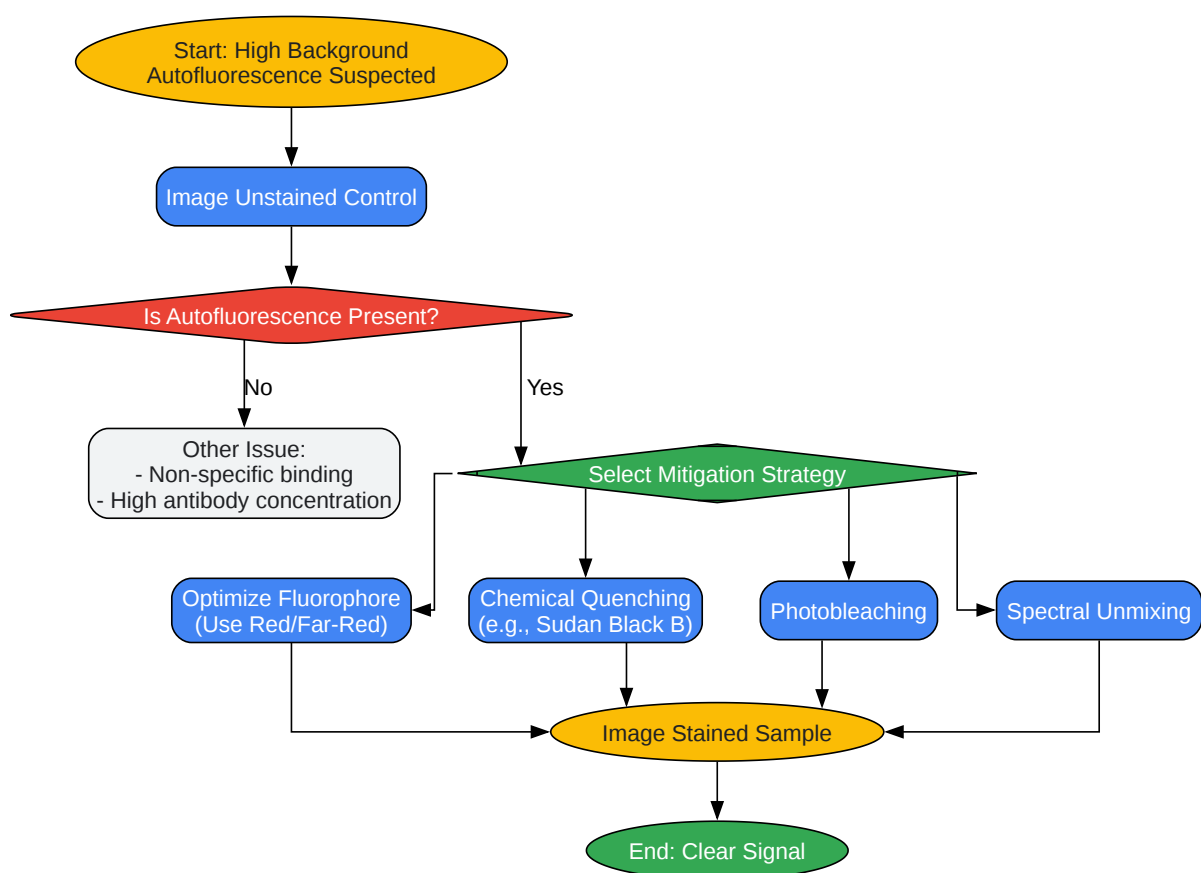 Start: High Background
Autofluorescence Suspected
Image Unstained Control
Is Autofluorescence Present?
No
Yes
Other Issue:
- Non-specific binding
- High antibody concentration
Select Mitigation Strategy
Optimize Fluorophore
(Use Red/Far-Red)
Chemical Quenching
(e.g., Sudan Black B)
Photobleaching
Spectral Unmixing
Image Stained Sample
End: Clear Signal